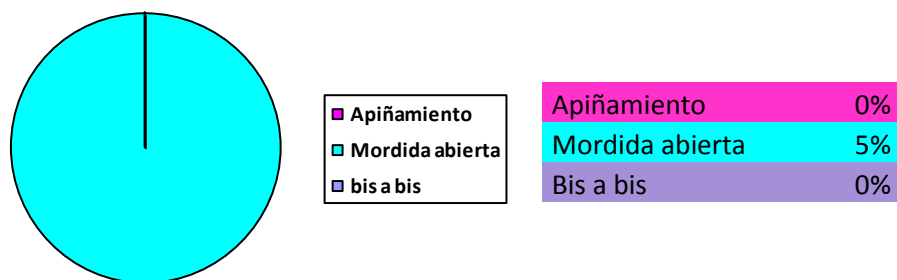 Apiñamiento
Mordida abierta
bis a bis
Apiñamiento 0%
Mordida abierta 5%
Bis a bis 0%